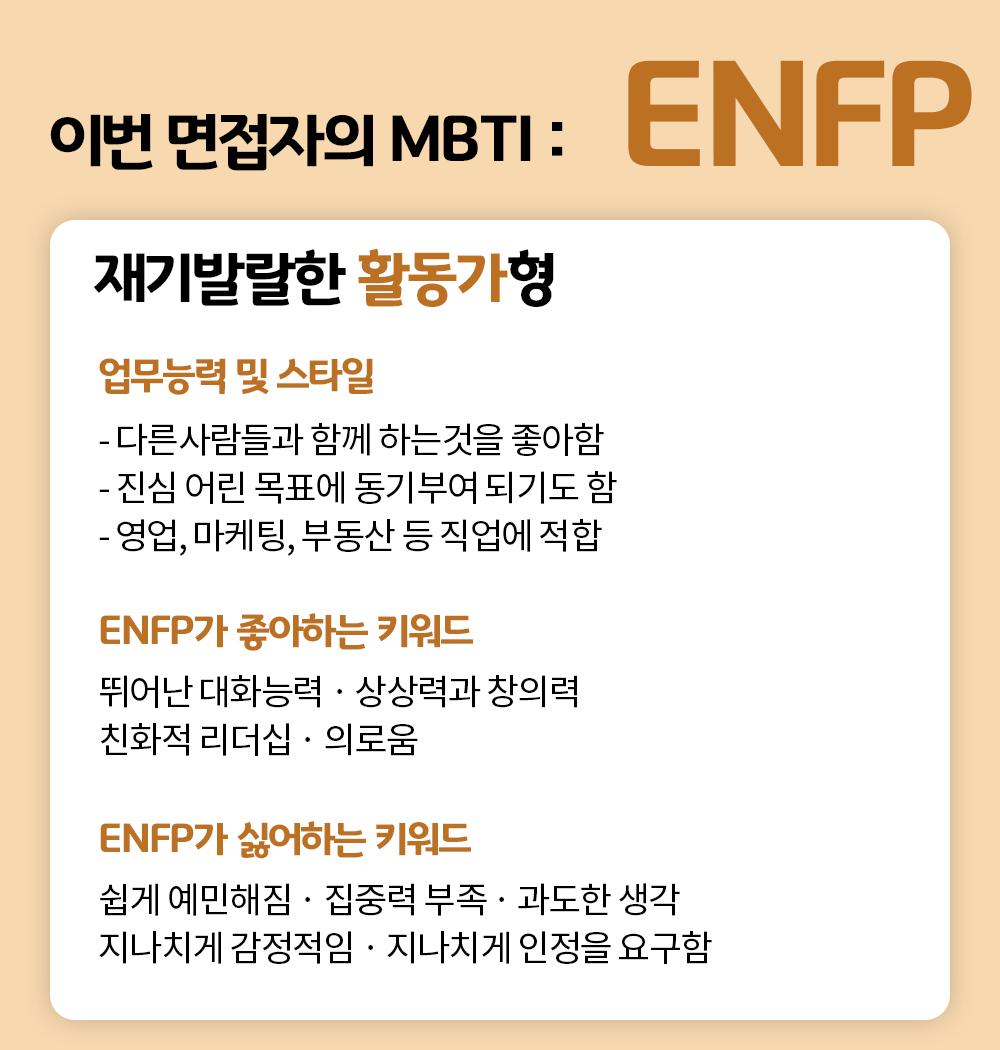 이번 면접자의 MBTI : ENFP
재기발랄한 활동가형
업무능력 및 스타일
- 다른사람들과 함께 하는것을 좋아함
- 진심 어린 목표에 동기부여 되기도 함
- 영업, 마케팅, 부동산 등 직업에 적합
ENFP가 좋아하는 키워드
뛰어난 대화능력 · 상상력과 창의력
친화적 리더십 · 의로움
ENFP가 싫어하는 키워드
쉽게 예민해짐 · 집중력 부족 · 과도한 생각
지나치게 감정적임 · 지나치게 인정을 요구함